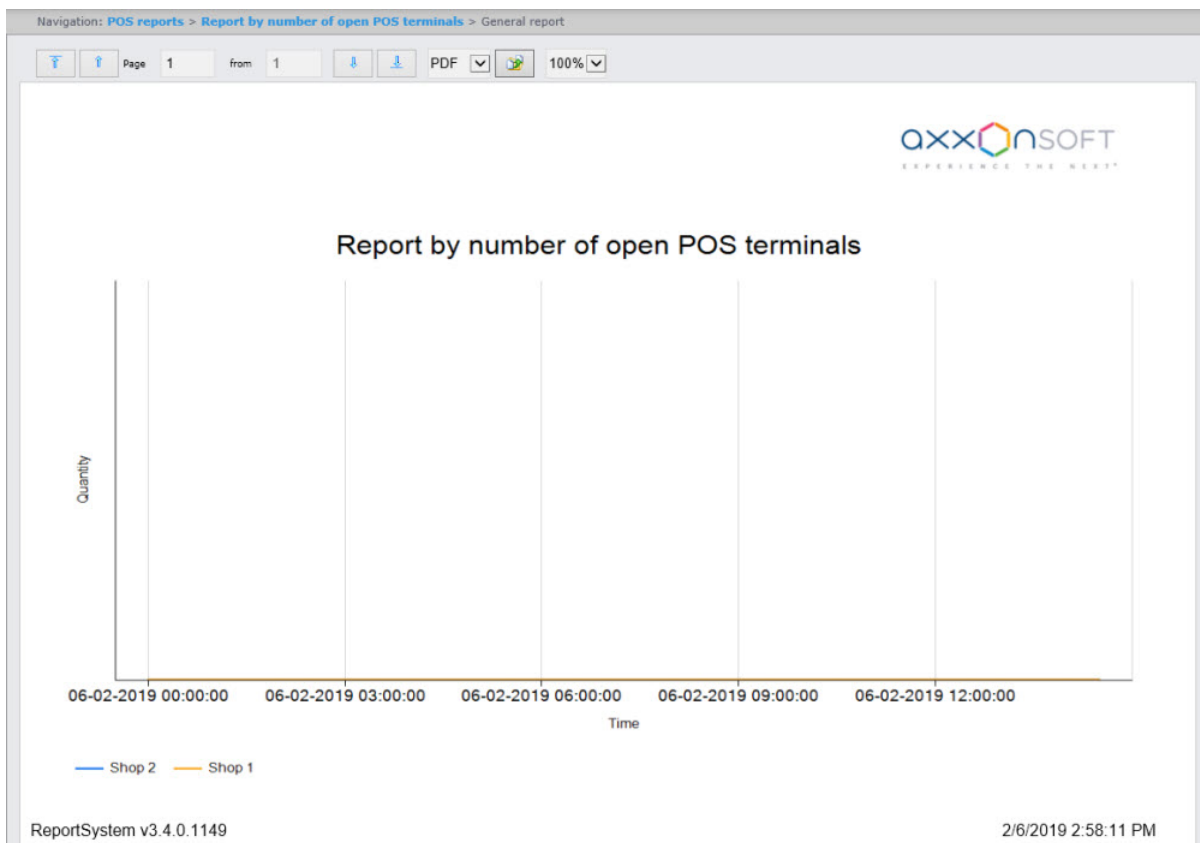 Navigation: POS reports > Report by number of open POS terminals > General report
Page 1 from 1 PDF 100%
axxonsoft
EXPERIENCE THE NEXT®
Report by number of open POS terminals
Quantity
06-02-2019 00:00:00 06-02-2019 03:00:00 06-02-2019 06:00:00 06-02-2019 09:00:00 06-02-2019 12:00:00
Time
Shop 2 Shop 1
ReportSystem v3.4.0.1149 2/6/2019 2:58:11 PM